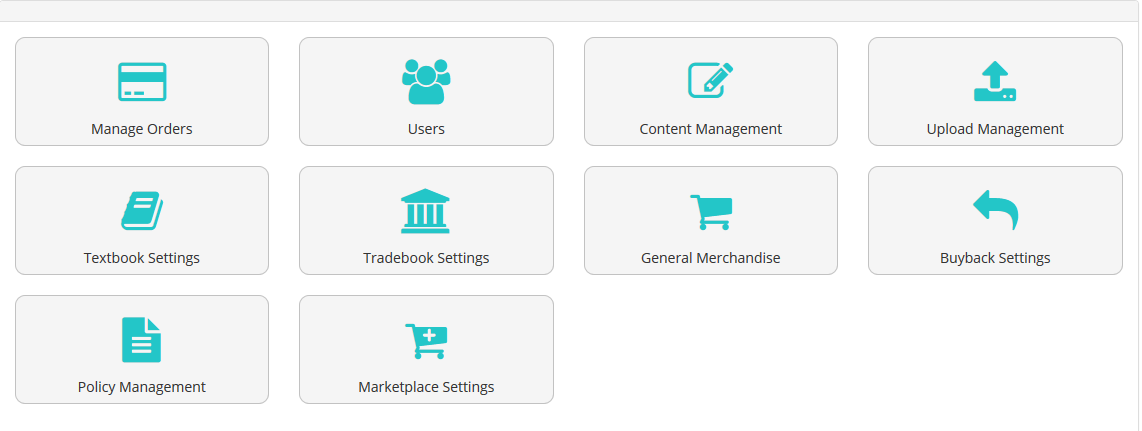 Manage Orders
Users
Content Management
Upload Management
Textbook Settings
Tradebook Settings
General Merchandise
Buyback Settings
Policy Management
Marketplace Settings